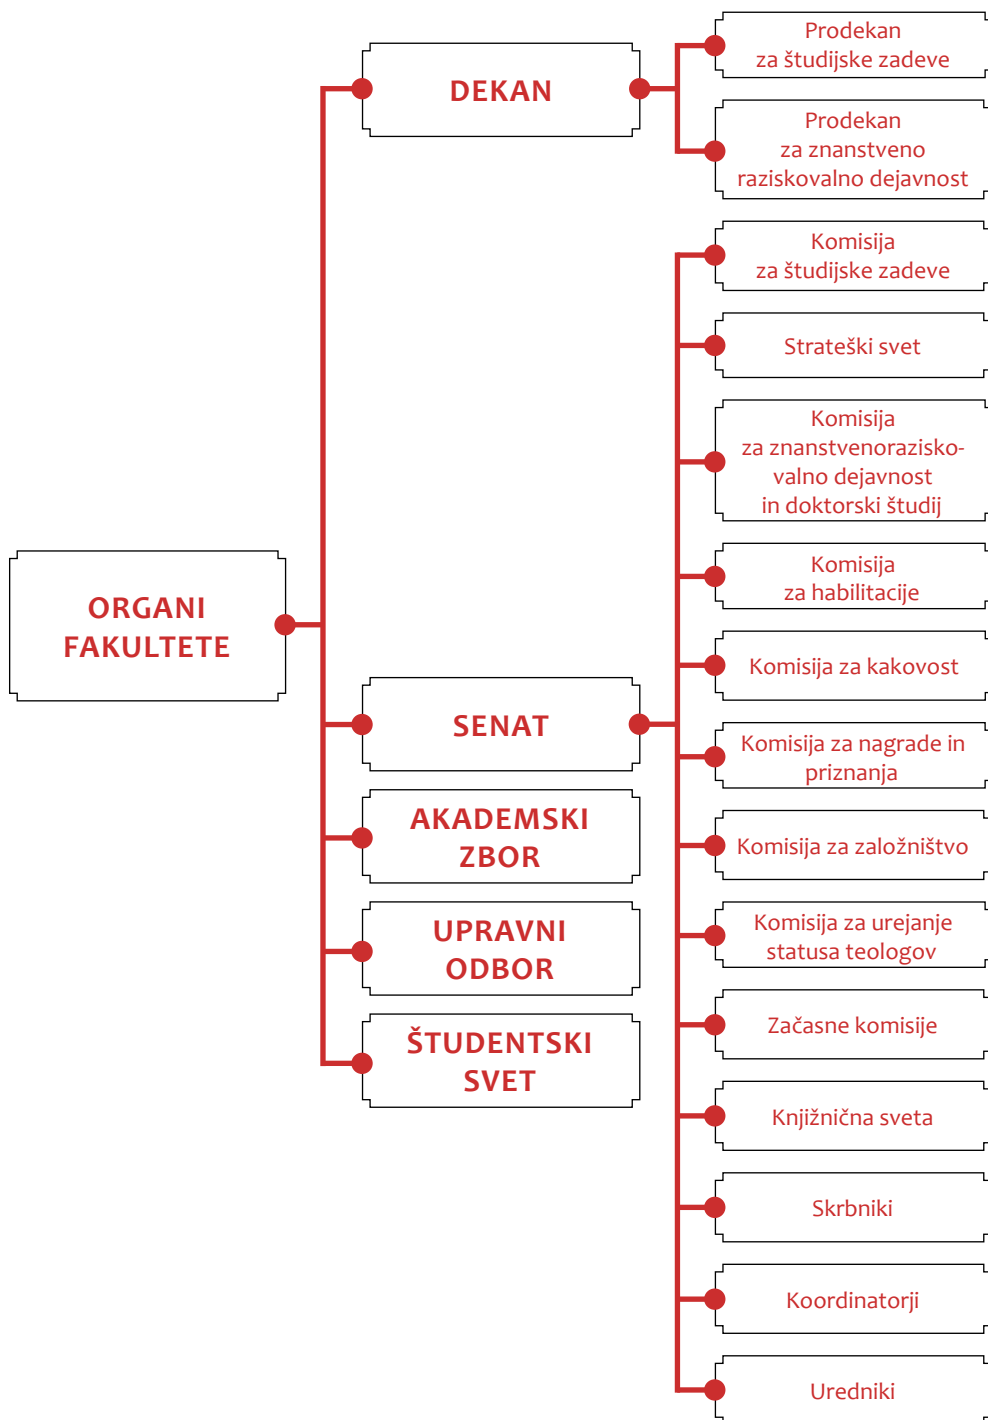 ORGANI
FAKULTETE
DEKAN
Prodekan
za študijske zadeve
Prodekan
za znanstveno
raziskovalno dejavnost
SENAT
Komisija
za študijske zadeve
Strateški svet
Komisija
za znanstvenorazisko-
valno dejavnost
in doktorski študij
Komisija
za habilitacije
Komisija za kakovost
Komisija za nagrade in
priznanja
Komisija za založništvo
Komisija za urejanje
statusa teologov
Začasne komisije
Knjižnična sveta
Skrbniki
Koordinatorji
Uredniki
AKADEMSKI
ZBOR
UPRAVNI
ODBOR
ŠTUDENTSKI
SVET